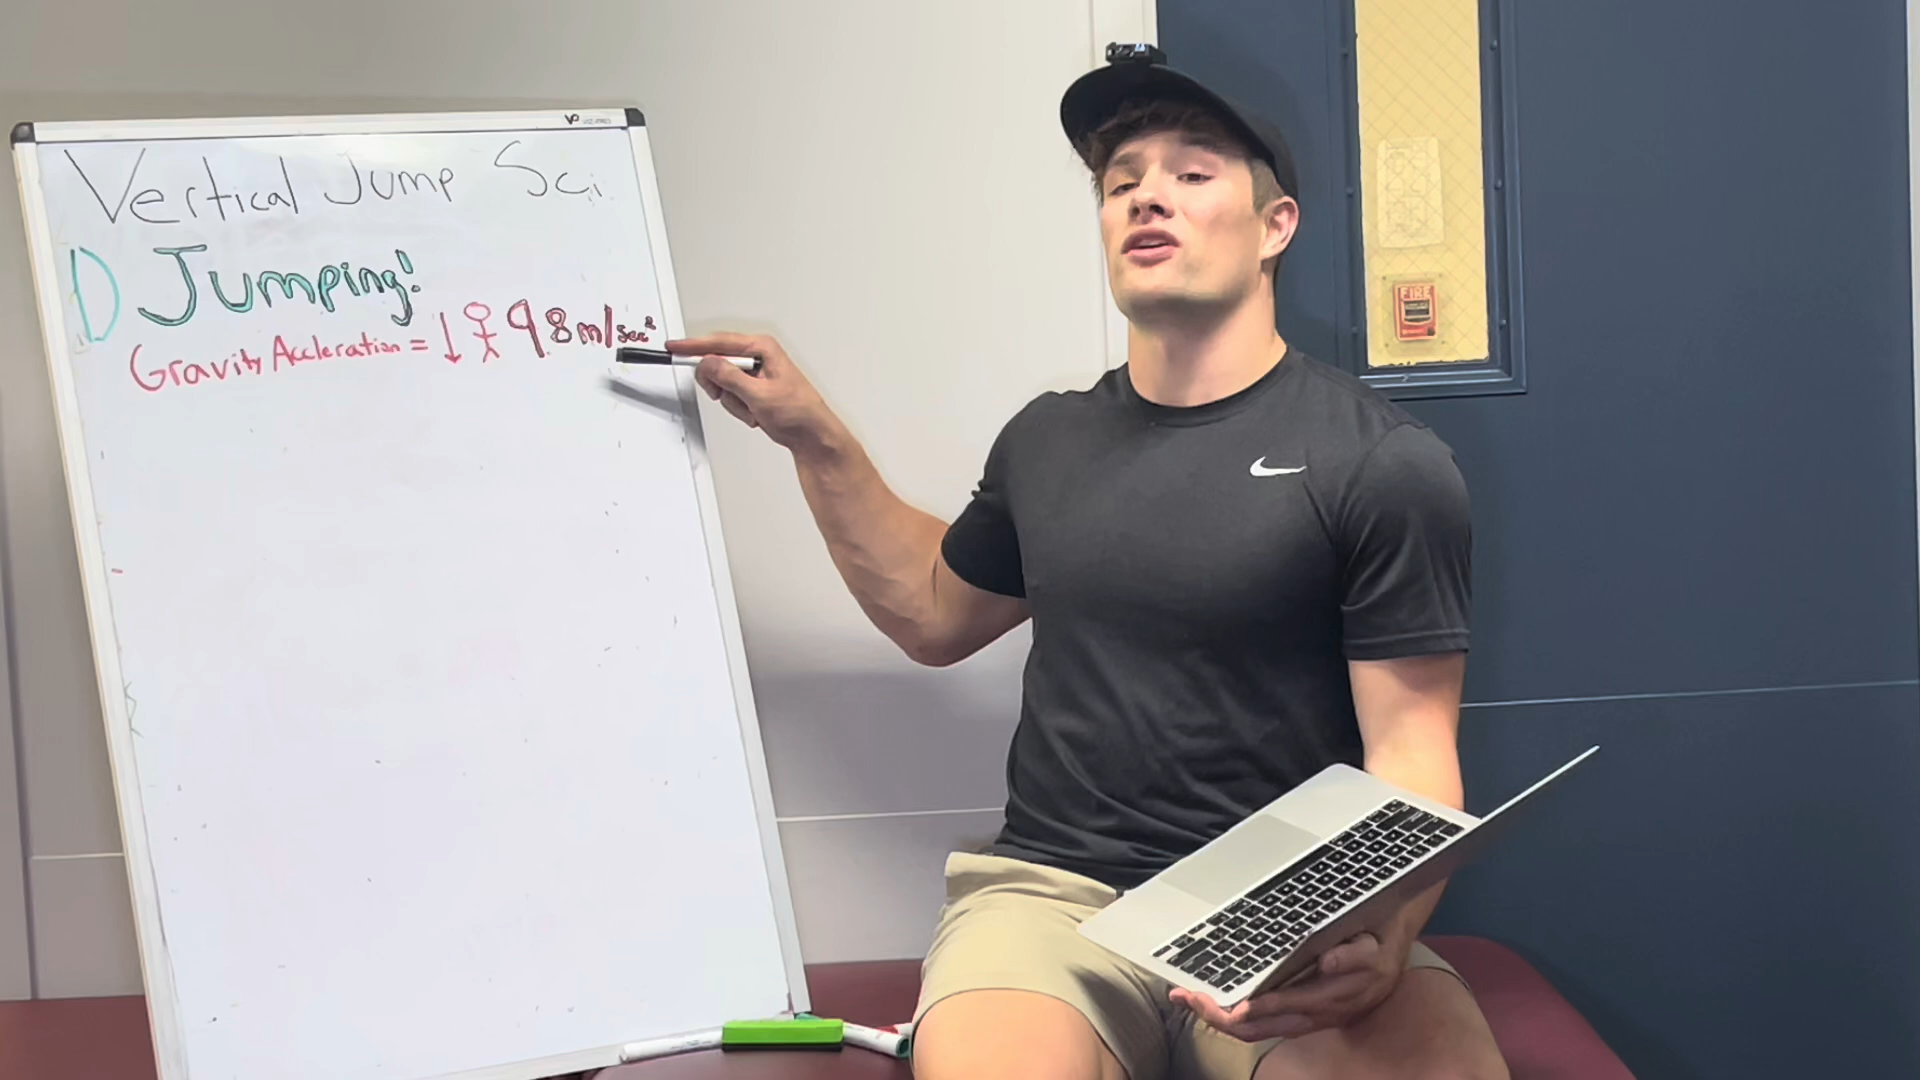 Vertical Jump Sci.
1) Jumping!
Gravity Accleration = ↓ 9.8 m/sec²
FIRE